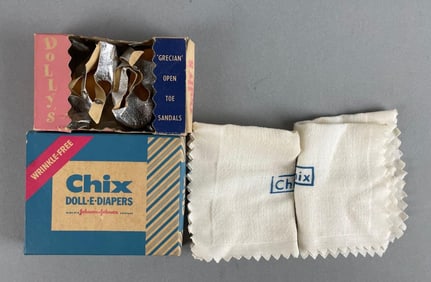 DOLLY'S
'GRECIAN'
OPEN
TOE
SANDALS
WRINKLE-FREE
Chix
DOLL·E·DIAPERS
Johnson & Johnson
Chix